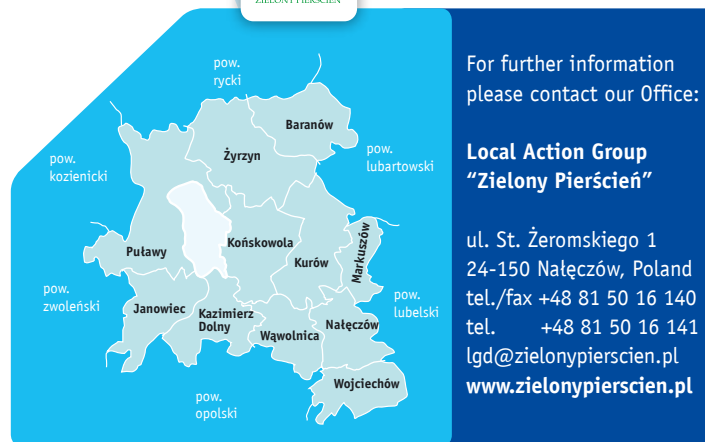 ZIELONY PIERŚCIEŃ
pow.
rycki
Baranów
Żyrzyn
pow.
kozienicki
pow.
lubartowski
Puławy
Końskowola
Kurów
Markuszów
pow.
zwoleński
Janowiec
Kazimierz
Dolny
Wąwolnica
Nałęczów
pow.
lubelski
Wojciechów
pow.
opolski
For further information
please contact our Office:
Local Action Group
“Zielony Pierścień”
ul. St. Żeromskiego 1
24-150 Nałęczów, Poland
tel./fax +48 81 50 16 140
tel. +48 81 50 16 141
lgd@zielonypierscien.pl
www.zielonypierscien.pl